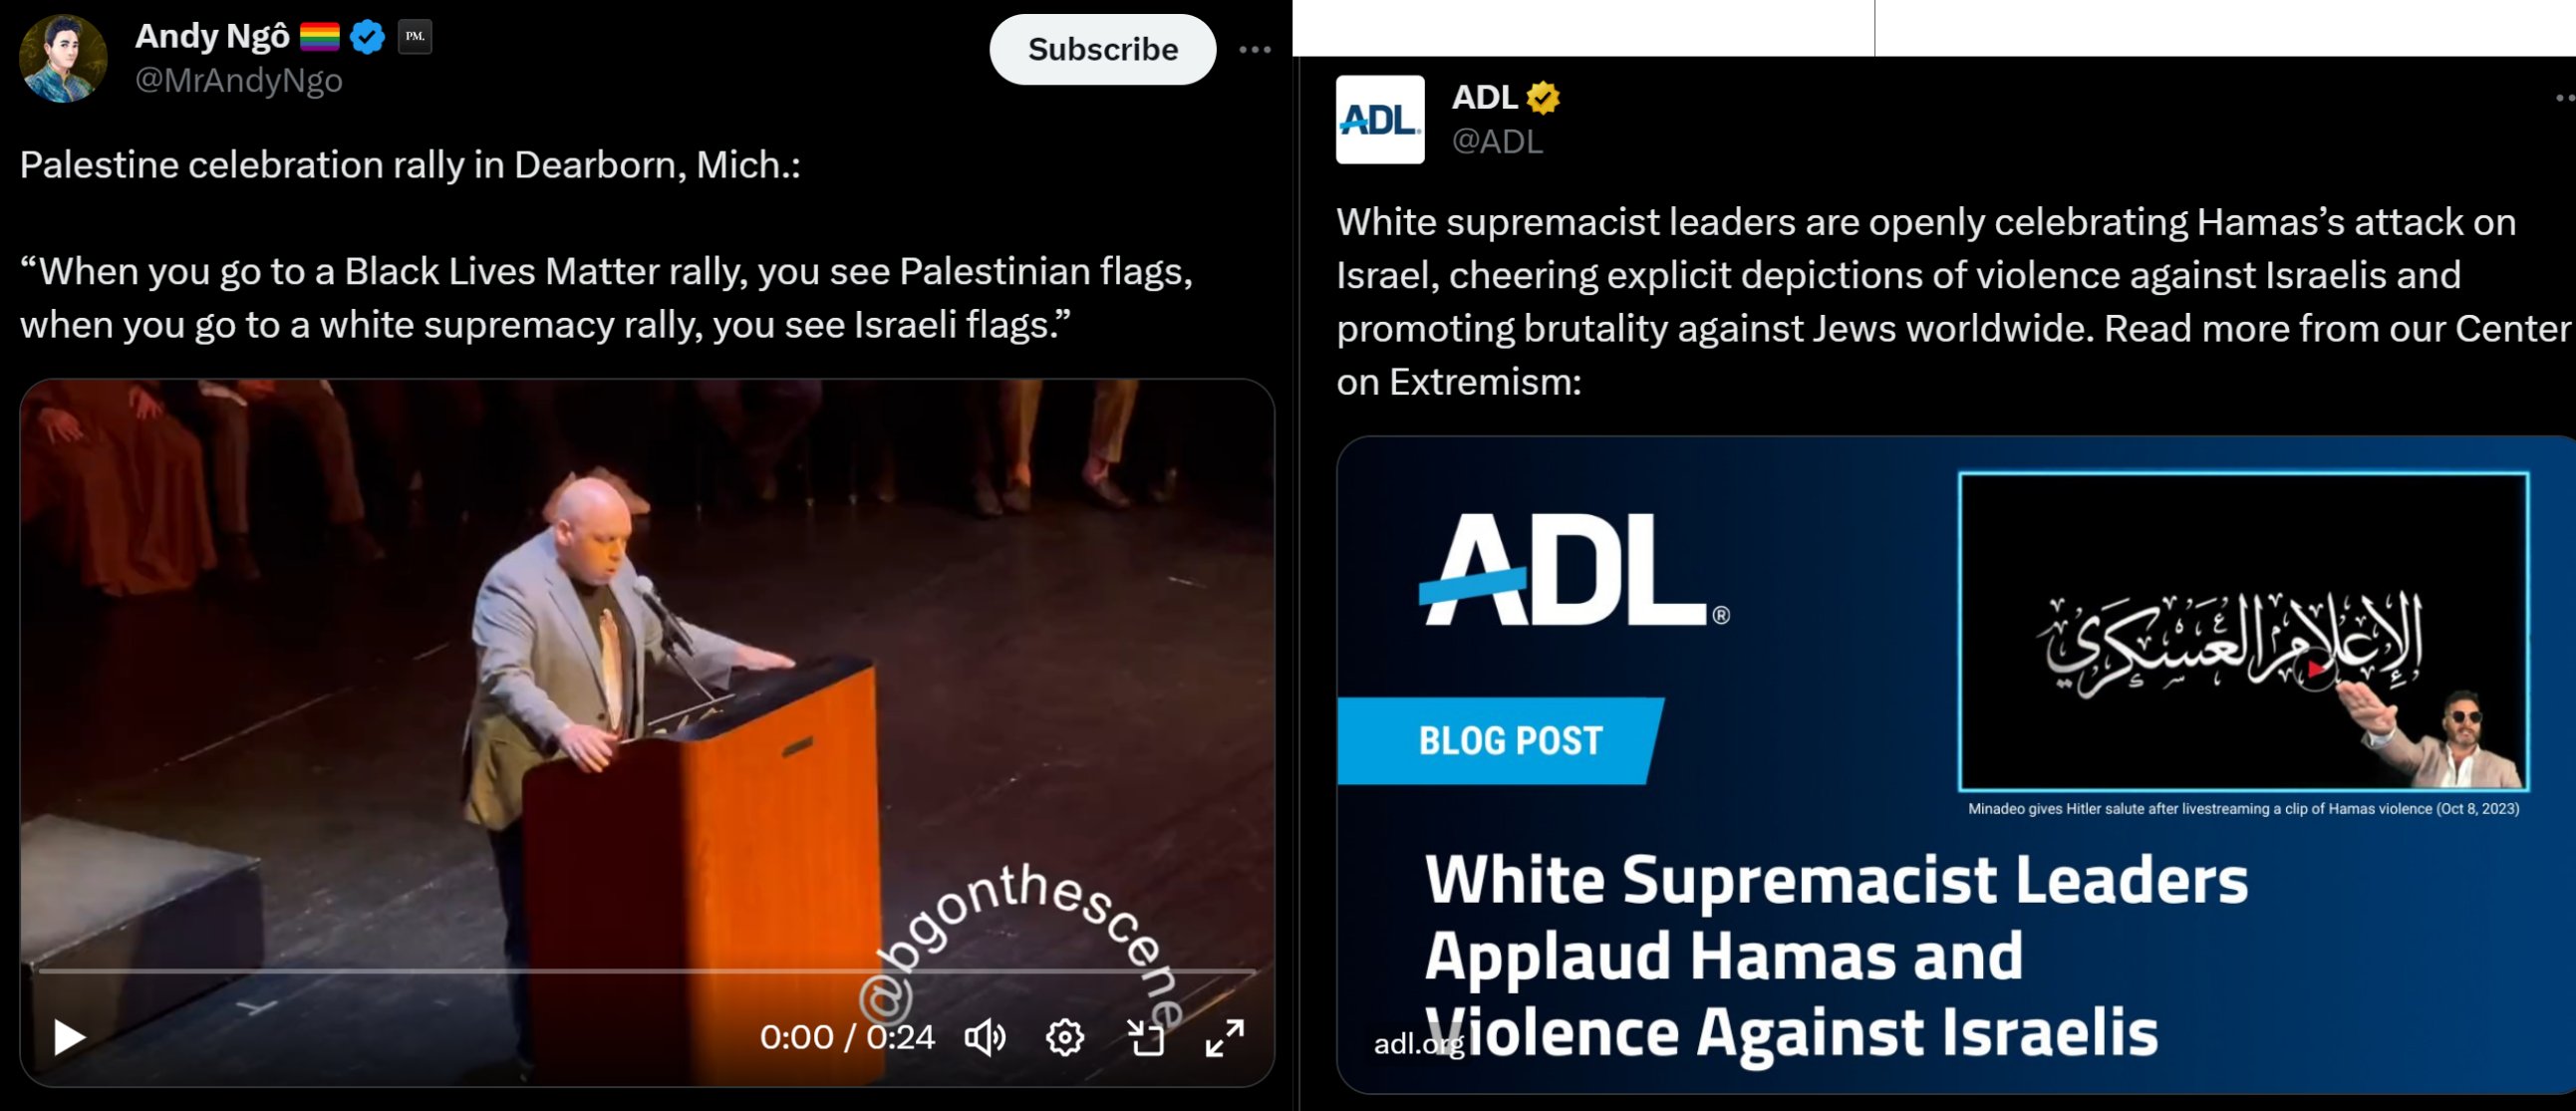 Andy Ngô
PM.
@MrAndyNgo
Subscribe
Palestine celebration rally in Dearborn, Mich.:
“When you go to a Black Lives Matter rally, you see Palestinian flags,
when you go to a white supremacy rally, you see Israeli flags.”
@bgonthescene
0:00 / 0:24
ADL
ADL
@ADL
White supremacist leaders are openly celebrating Hamas’s attack on
Israel, cheering explicit depictions of violence against Israelis and
promoting brutality against Jews worldwide. Read more from our Center
on Extremism:
ADL®
الإعلام العسكري
BLOG POST
Minadeo gives Hitler salute after livestreaming a clip of Hamas violence (Oct 8, 2023)
White Supremacist Leaders
Applaud Hamas and
Violence Against Israelis
adl.org